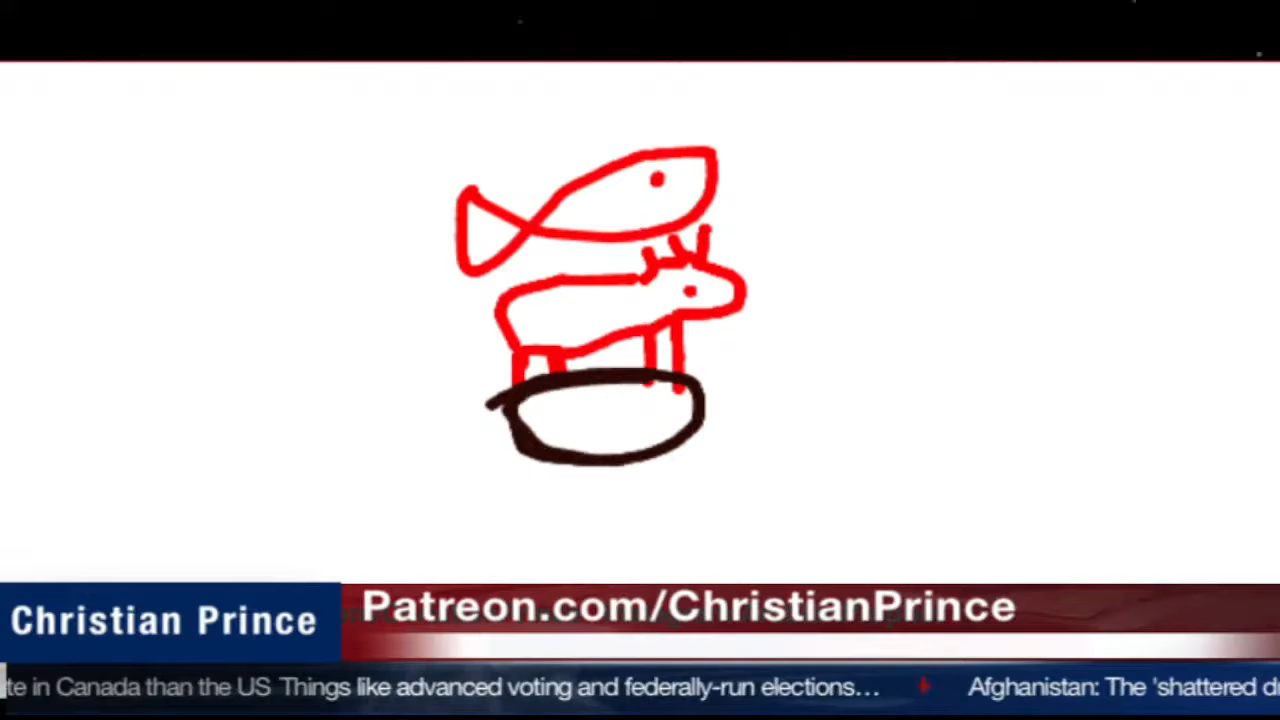 Christian Prince
Patreon.com/ChristianPrince
te in Canada than the US Things like advanced voting and federally-run elections... Afghanistan: The 'shattered d